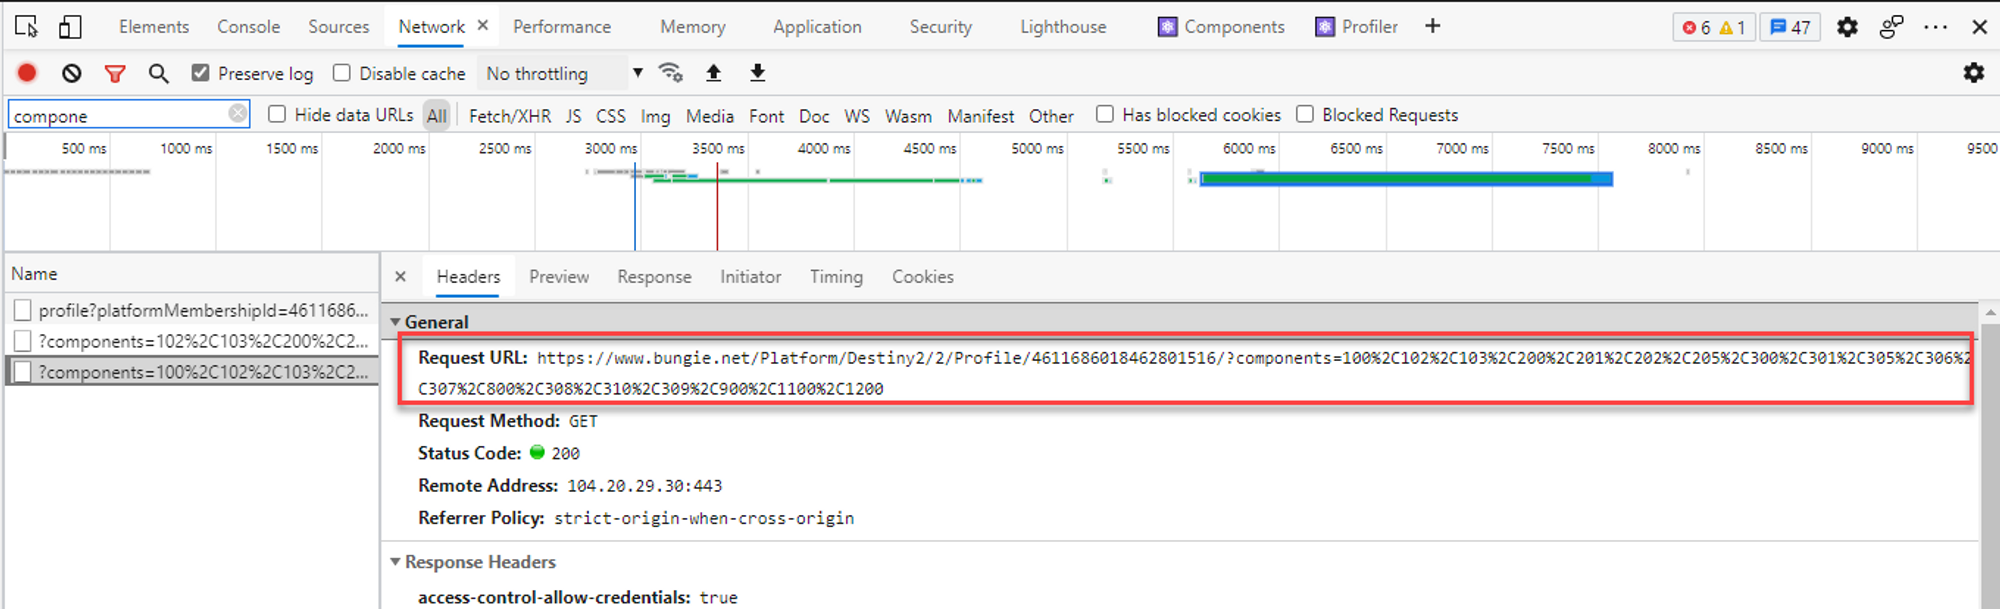 Elements Console Sources Network × Performance Memory Application Security Lighthouse Components Profiler + 6 1 47
Preserve log Disable cache No throttling
compone Hide data URLs All Fetch/XHR JS CSS Img Media Font Doc WS Wasm Manifest Other Has blocked cookies Blocked Requests
500 ms 1000 ms 1500 ms 2000 ms 2500 ms 3000 ms 3500 ms 4000 ms 4500 ms 5000 ms 5500 ms 6000 ms 6500 ms 7000 ms 7500 ms 8000 ms 8500 ms 9000 ms 9500
Name
profile?platformMembershipId=4611686...
?components=102%2C103%2C200%2C2...
?components=100%2C102%2C103%2C2...
× Headers Preview Response Initiator Timing Cookies
General
Request URL: https://www.bungie.net/Platform/Destiny2/2/Profile/4611686018462801516/?components=100%2C102%2C103%2C200%2C201%2C202%2C205%2C300%2C301%2C305%2C306%2
C307%2C800%2C308%2C310%2C309%2C900%2C1100%2C1200
Request Method: GET
Status Code: 200
Remote Address: 104.20.29.30:443
Referrer Policy: strict-origin-when-cross-origin
Response Headers
access-control-allow-credentials: true